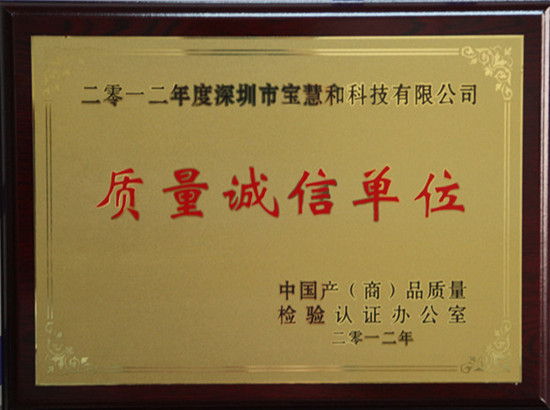 二零一二年度深圳市宝慧和科技有限公司
质量诚信单位
中国产（商）品质量
检验认证办公室
二零一二年